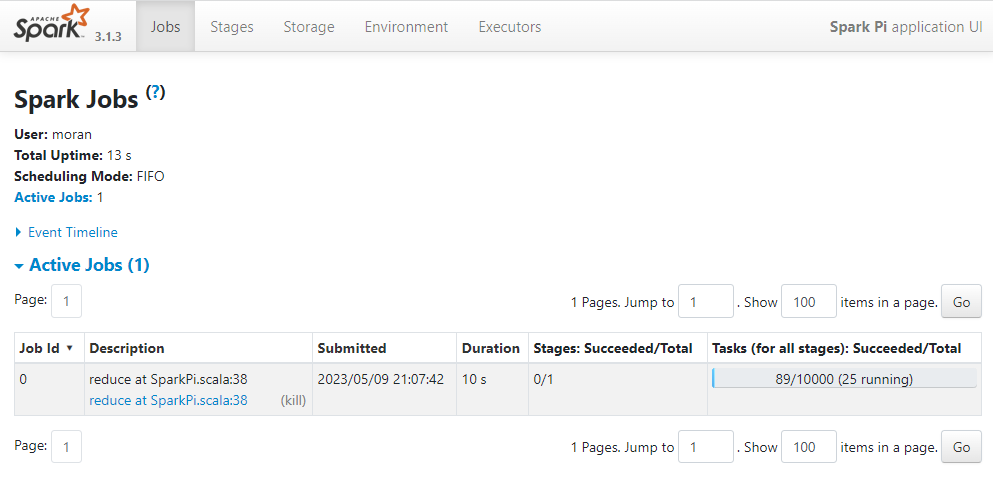 APACHE
Spark 3.1.3 Jobs Stages Storage Environment Executors Spark Pi application UI
Spark Jobs (?)
User: moran
Total Uptime: 13 s
Scheduling Mode: FIFO
Active Jobs: 1
Event Timeline
Active Jobs (1)
Page: 1 1 Pages. Jump to 1 . Show 100 items in a page. Go
Job Id ▾ Description Submitted Duration Stages: Succeeded/Total Tasks (for all stages): Succeeded/Total
0 reduce at SparkPi.scala:38 2023/05/09 21:07:42 10 s 0/1 89/10000 (25 running)
reduce at SparkPi.scala:38 (kill)
Page: 1 1 Pages. Jump to 1 . Show 100 items in a page. Go